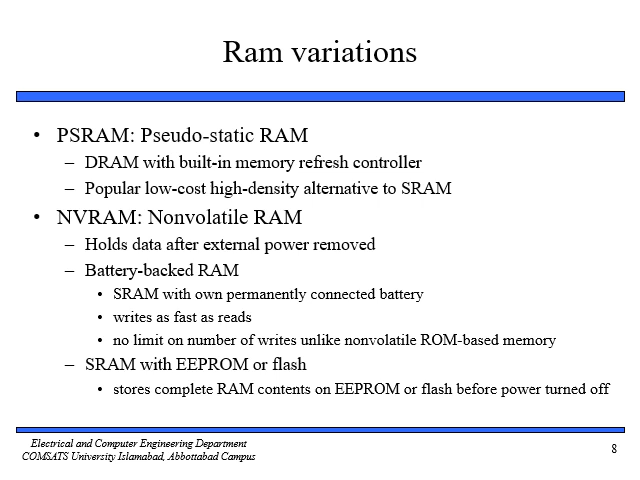 Ram variations
• PSRAM: Pseudo-static RAM
– DRAM with built-in memory refresh controller
– Popular low-cost high-density alternative to SRAM
• NVRAM: Nonvolatile RAM
– Holds data after external power removed
– Battery-backed RAM
• SRAM with own permanently connected battery
• writes as fast as reads
• no limit on number of writes unlike nonvolatile ROM-based memory
– SRAM with EEPROM or flash
• stores complete RAM contents on EEPROM or flash before power turned off
Electrical and Computer Engineering Department
COMSATS University Islamabad, Abbottabad Campus
8